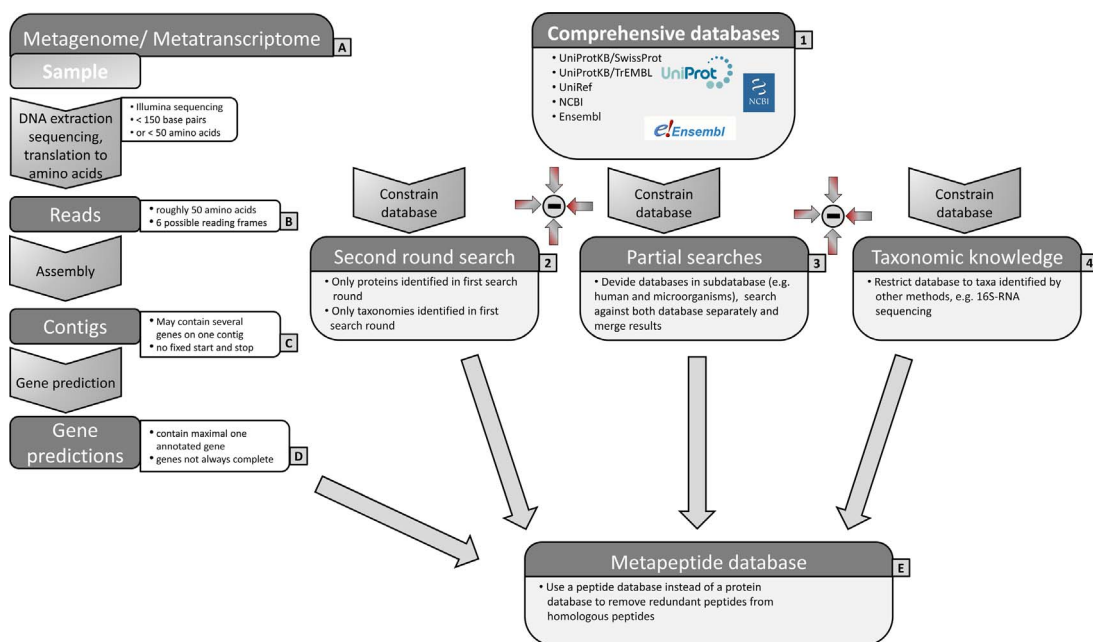 Metagenome/ Metatranscriptome
A
Sample
DNA extraction
sequencing,
translation to
amino acids
• Illumina sequencing
• < 150 base pairs
• or < 50 amino acids
Reads
• roughly 50 amino acids
• 6 possible reading frames
B
Assembly
Contigs
• May contain several
genes on one contig
• no fixed start and stop
C
Gene prediction
Gene
predictions
• contain maximal one
annotated gene
• genes not always complete
D
Comprehensive databases
1
• UniProtKB/SwissProt
• UniProtKB/TrEMBL
• UniRef
• NCBI
• Ensembl
UniProt
NCBI
e!Ensembl
Constrain
database
Constrain
database
Constrain
database
Second round search
2
• Only proteins identified in first search
round
• Only taxonomies identified in first
search round
Partial searches
3
• Devide databases in subdatabase (e.g.
human and microorganisms), search
against both database separately and
merge results
Taxonomic knowledge
4
• Restrict database to taxa identified by
other methods, e.g. 16S-RNA
sequencing
Metapeptide database
E
• Use a peptide database instead of a protein
database to remove redundant peptides from
homologous peptides